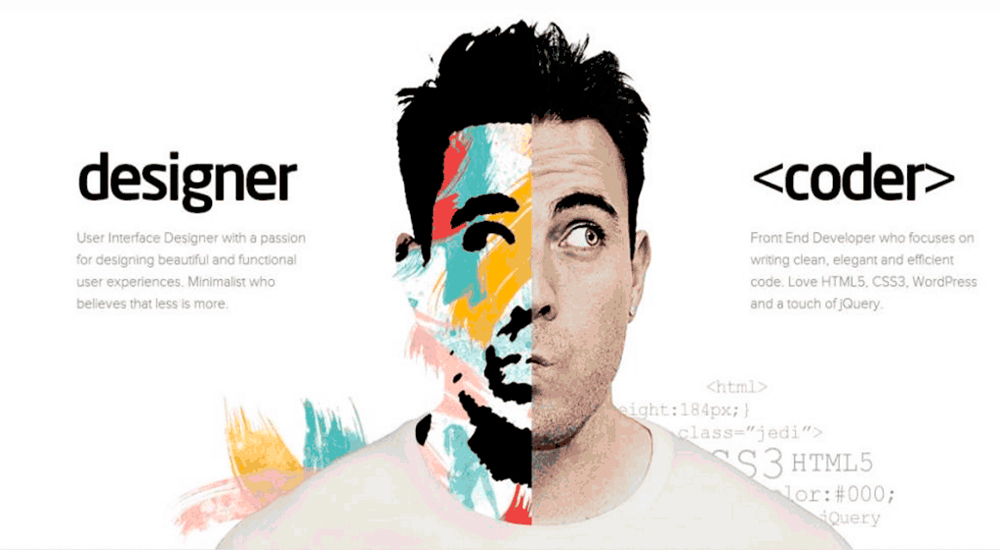 designer
User Interface Designer with a passion
for designing beautiful and functional
user experiences. Minimalist who
believes that less is more.
<coder>
Front End Developer who focuses on
writing clean, elegant and efficient
code. Love HTML5, CSS3, WordPress
and a touch of jQuery.
<html>
eight:184px;}
class="jedi">
SS3 HTML5
lor:#000;
jQuery